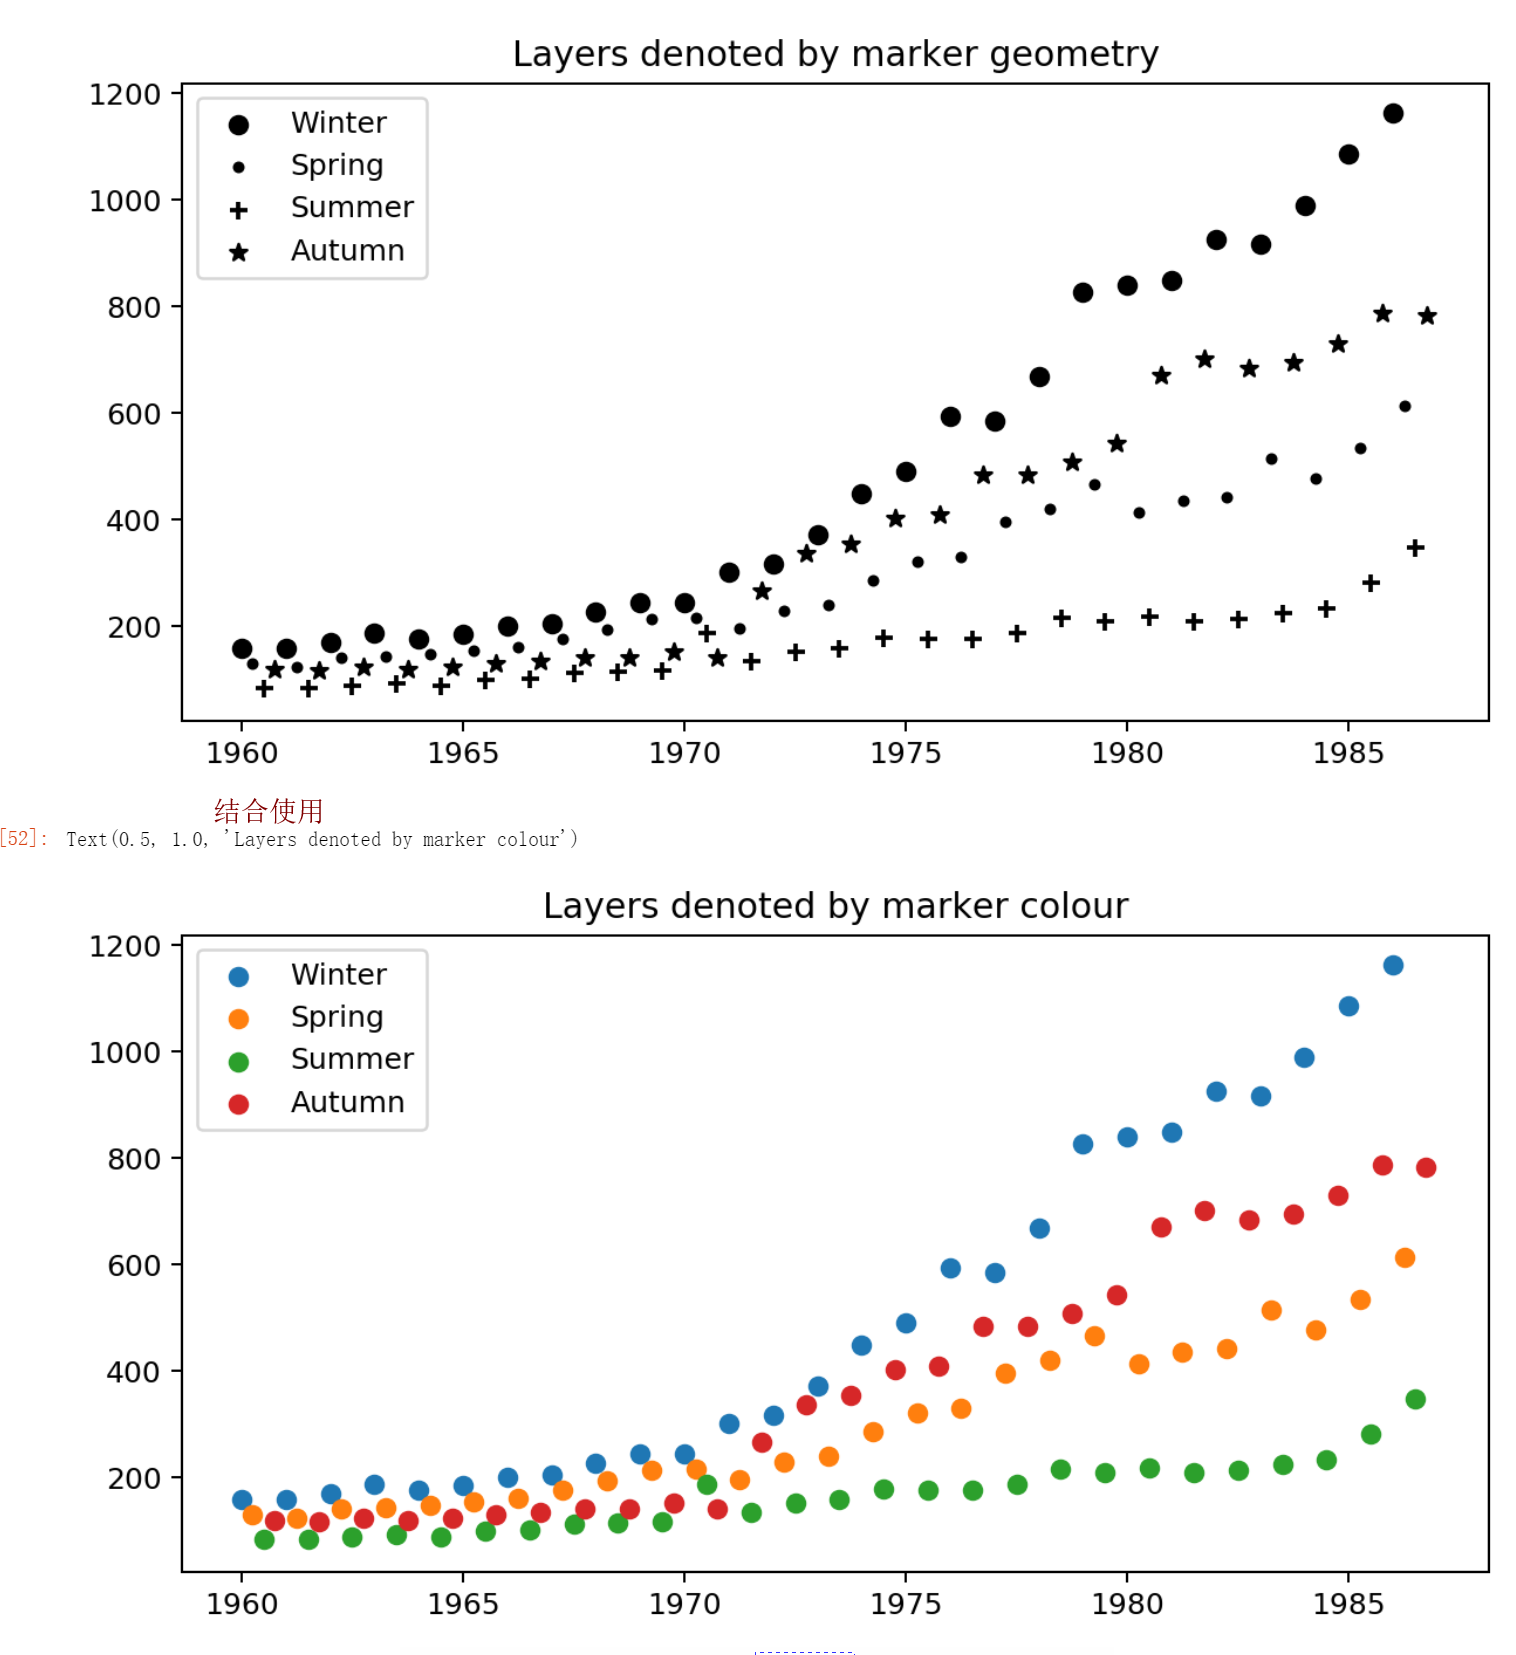 Layers denoted by marker geometry
1200
1000
800
600
400
200
Winter
Spring
Summer
Autumn
1960 1965 1970 1975 1980 1985
结合使用
[52]: Text(0.5, 1.0, 'Layers denoted by marker colour')
Layers denoted by marker colour
1200
1000
800
600
400
200
Winter
Spring
Summer
Autumn
1960 1965 1970 1975 1980 1985